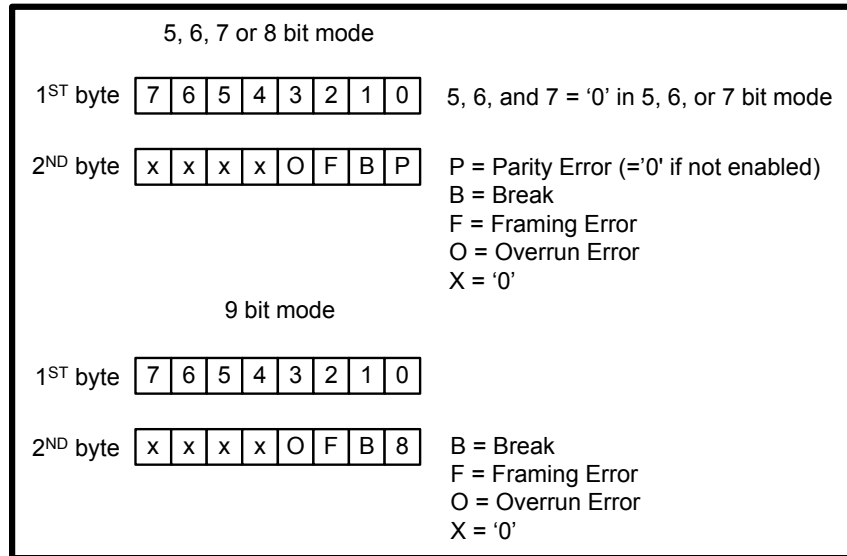 5, 6, 7 or 8 bit mode
1ST byte 7 6 5 4 3 2 1 0 5, 6, and 7 = ‘0’ in 5, 6, or 7 bit mode
2ND byte x x x x O F B P P = Parity Error (=’0' if not enabled)
B = Break
F = Framing Error
O = Overrun Error
X = ‘0’
9 bit mode
1ST byte 7 6 5 4 3 2 1 0
2ND byte x x x x O F B 8 B = Break
F = Framing Error
O = Overrun Error
X = ‘0’